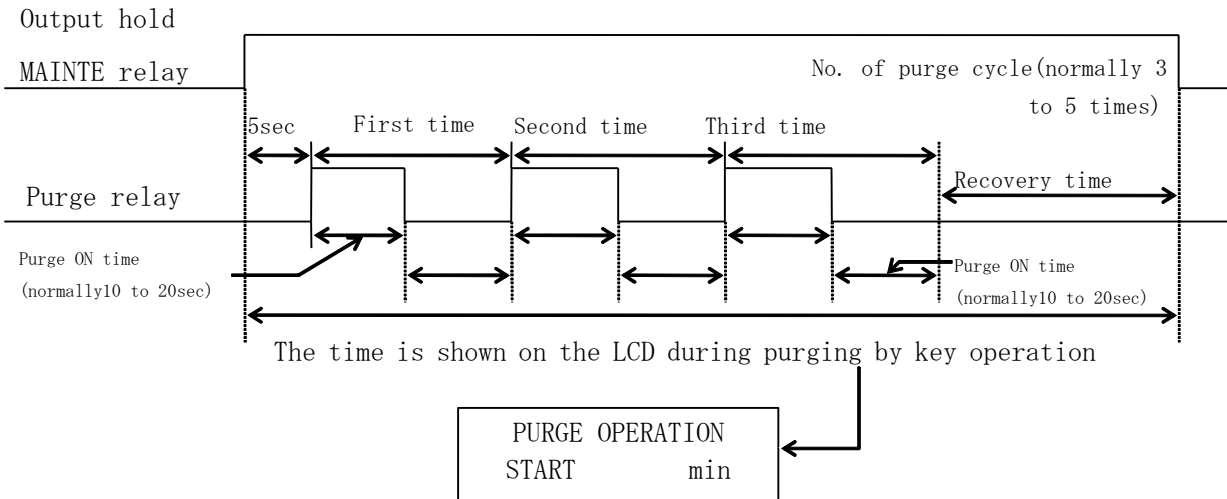 Output hold
MAINTE relay
No. of purge cycle(normally 3
to 5 times)
5sec
First time
Second time
Third time
Purge relay
Recovery time
Purge ON time
(normally10 to 20sec)
Purge ON time
(normally10 to 20sec)
The time is shown on the LCD during purging by key operation
PURGE OPERATION
START min